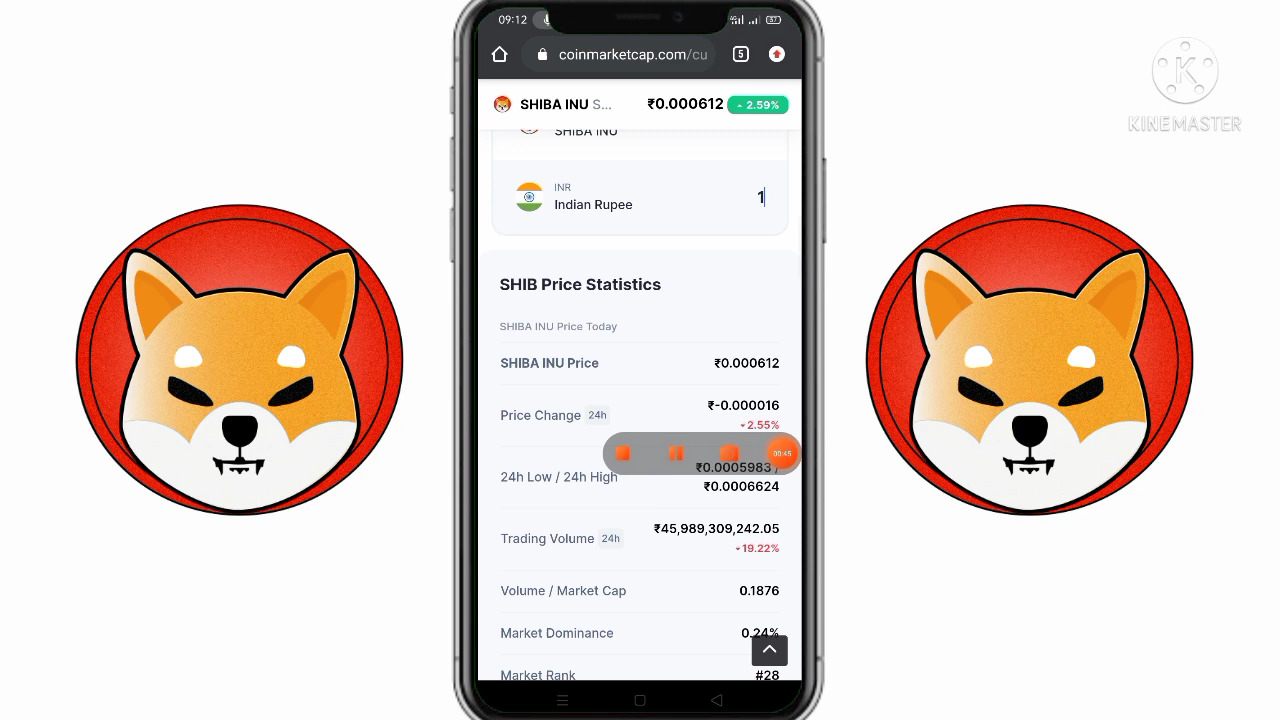 09:12
87
coinmarketcap.com/cu
5
SHIBA INU S... ₹0.000612 2.59%
SHIBA INU
INR
Indian Rupee
1
SHIB Price Statistics
SHIBA INU Price Today
SHIBA INU Price ₹0.000612
Price Change 24h ₹-0.000016
2.55%
00:45
24h Low / 24h High ₹0.0005983 /
₹0.0006624
Trading Volume 24h ₹45,989,309,242.05
19.22%
Volume / Market Cap 0.1876
Market Dominance 0.24%
Market Rank #28
K
KINEMASTER